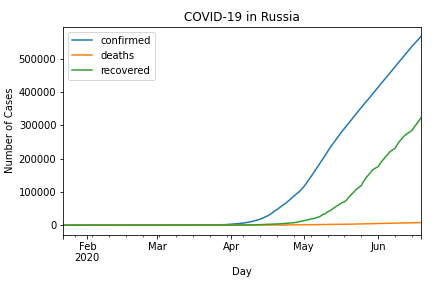 COVID-19 in Russia
confirmed
deaths
recovered
Number of Cases
500000
400000
300000
200000
100000
0
Feb
2020
Mar
Apr
May
Jun
Day